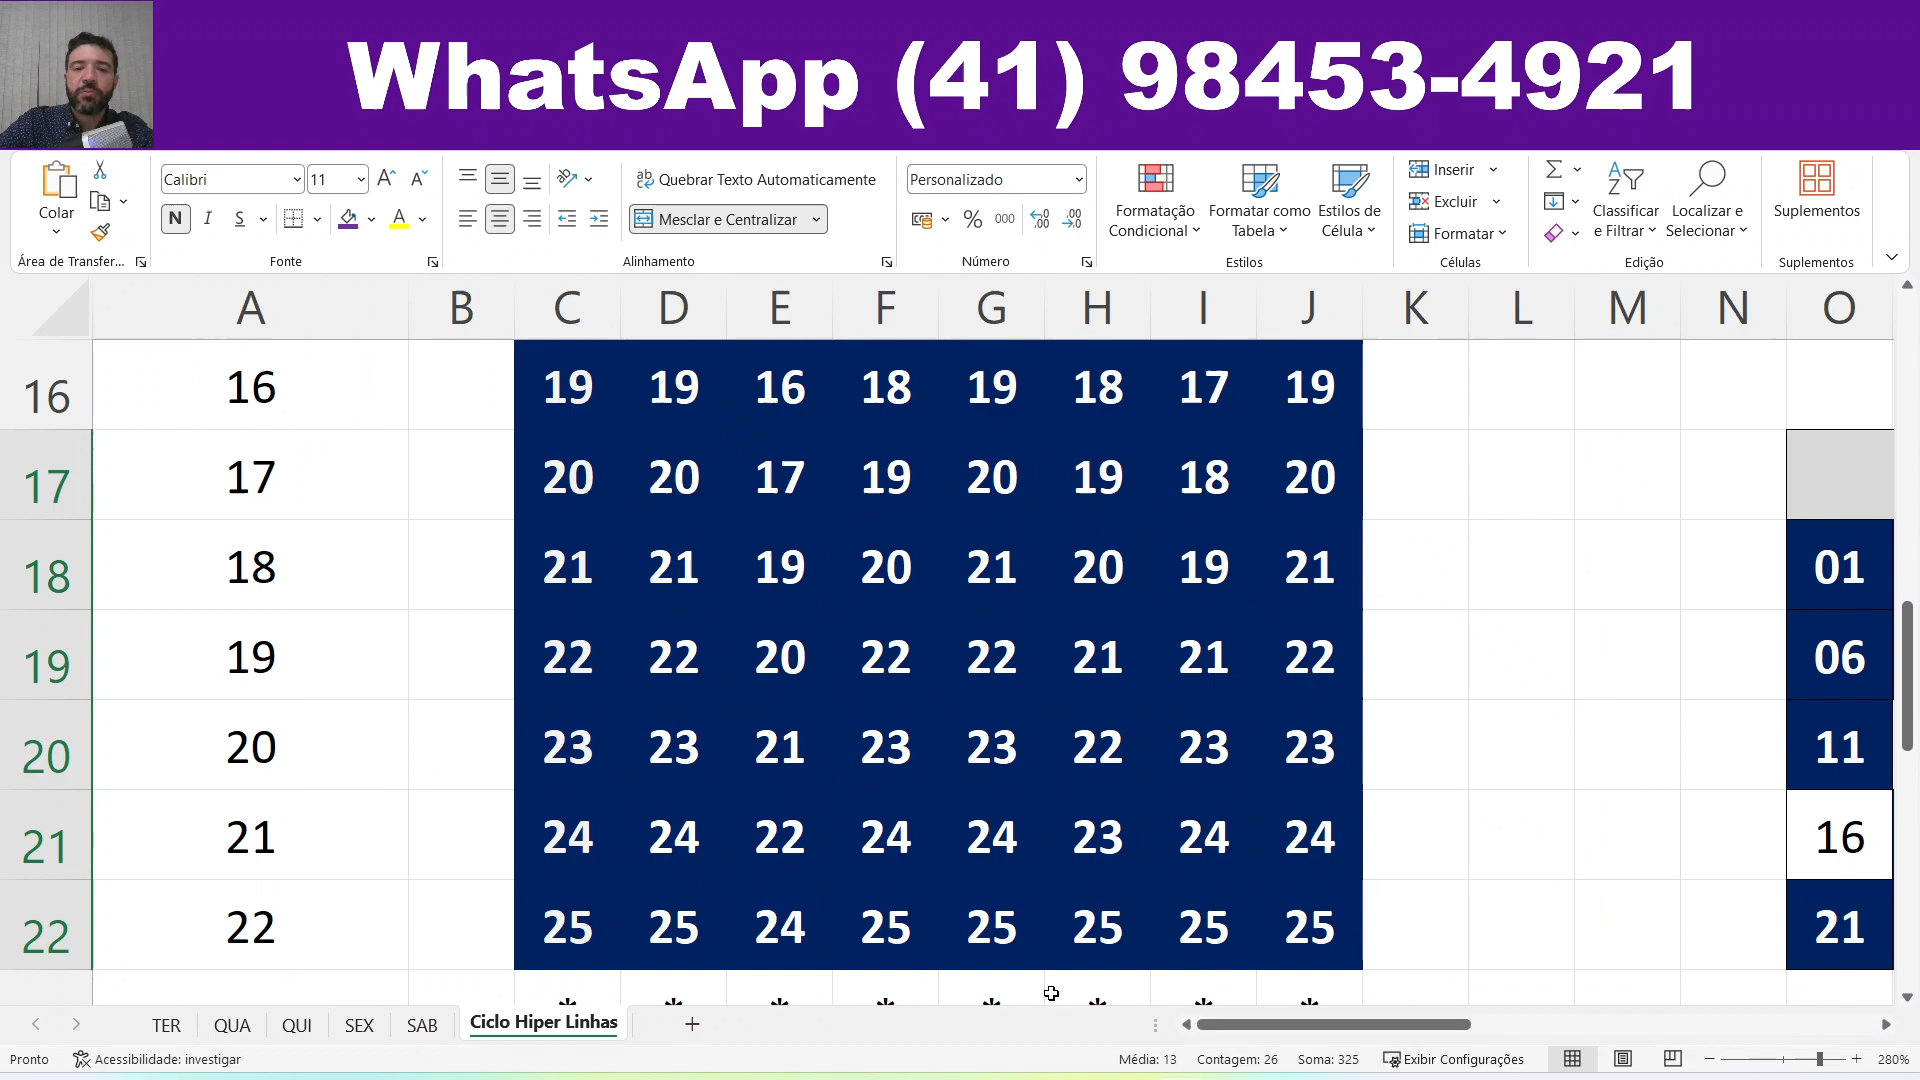 WhatsApp (41) 98453-4921
Colar
Área de Transfer...
Calibri 11
N I S
Fonte
Quebrar Texto Automaticamente
Mesclar e Centralizar
Alinhamento
Personalizado
% 000
Número
Formatação Condicional
Formatar como Tabela
Estilos de Célula
Estilos
Inserir
Excluir
Formatar
Células
Classificar e Filtrar
Localizar e Selecionar
Edição
Suplementos
Suplementos
A B C D E F G H I J K L M N O
16 16 19 19 16 18 19 18 17 19
17 17 20 20 17 19 20 19 18 20
18 18 21 21 19 20 21 20 19 21 01
19 19 22 22 20 22 22 21 21 22 06
20 20 23 23 21 23 23 22 23 23 11
21 21 24 24 22 24 24 23 24 24 16
22 22 25 25 24 25 25 25 25 25 21
* * * * * * * *
TER QUA QUI SEX SAB Ciclo Hiper Linhas +
Pronto Acessibilidade: investigar Média: 13 Contagem: 26 Soma: 325 Exibir Configurações 280%